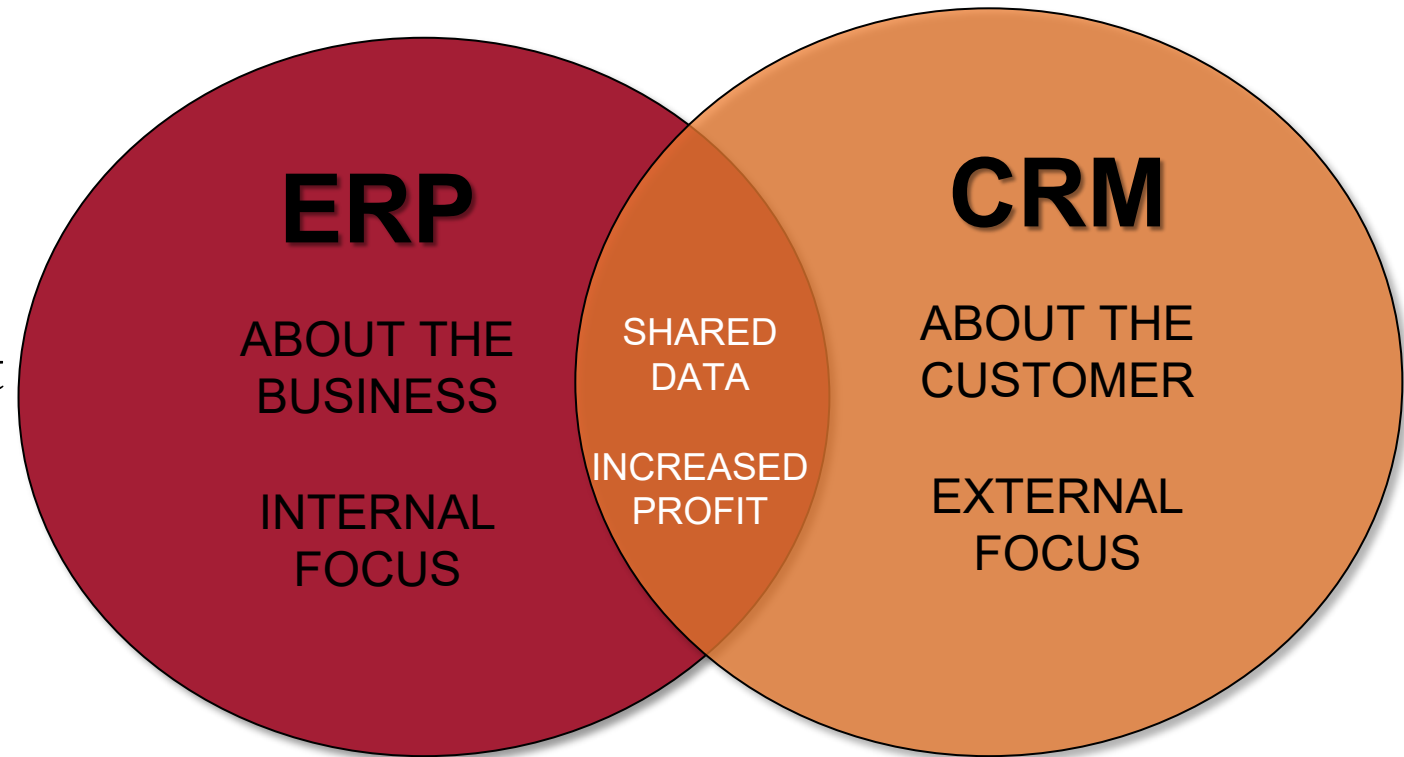 ERP
ABOUT THE
BUSINESS
INTERNAL
FOCUS
SHARED
DATA
INCREASED
PROFIT
CRM
ABOUT THE
CUSTOMER
EXTERNAL
FOCUS